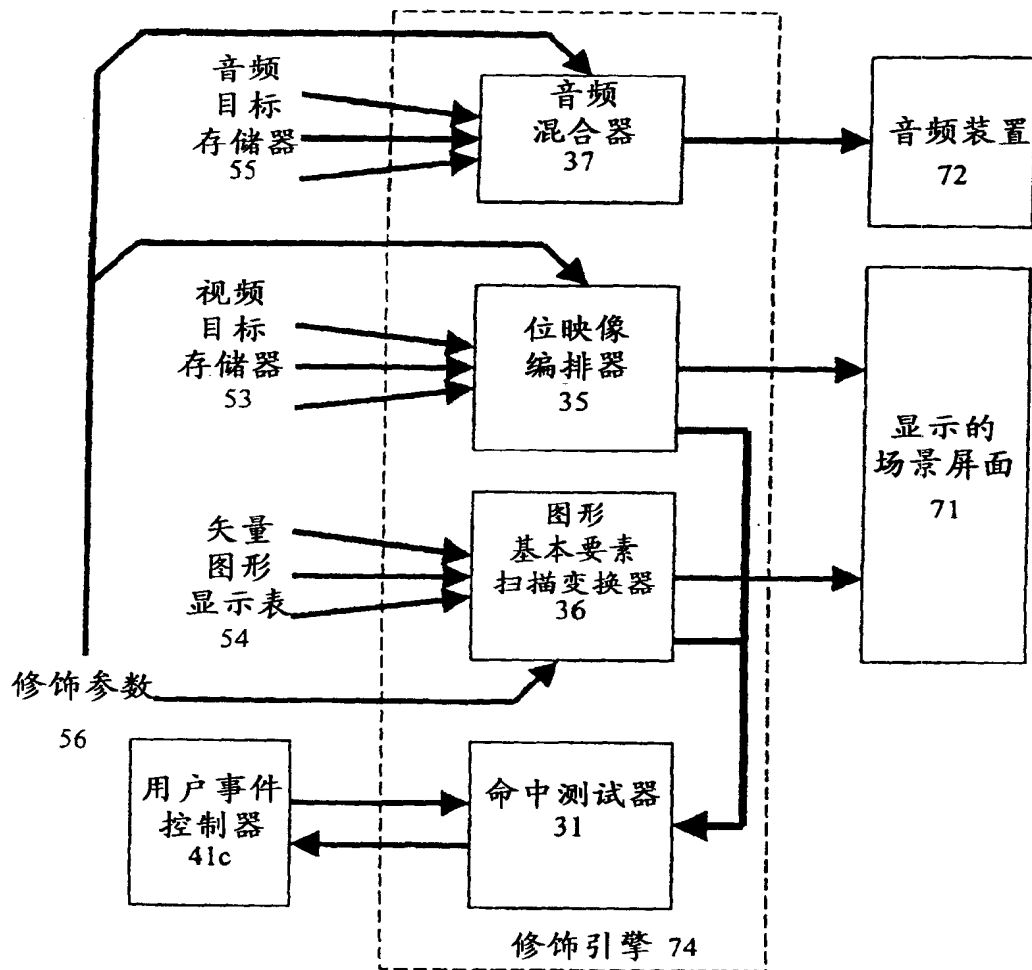 音频
目标
存储器
55
音频
混合器
37
音频装置
72
视频
目标
存储器
53
位映像
编排器
35
显示的
场景屏面
71
矢量
图形
显示表
54
图形
基本要素
扫描变换器
36
修饰参数
56
用户事件
控制器
41c
命中测试器
31
修饰引擎 74